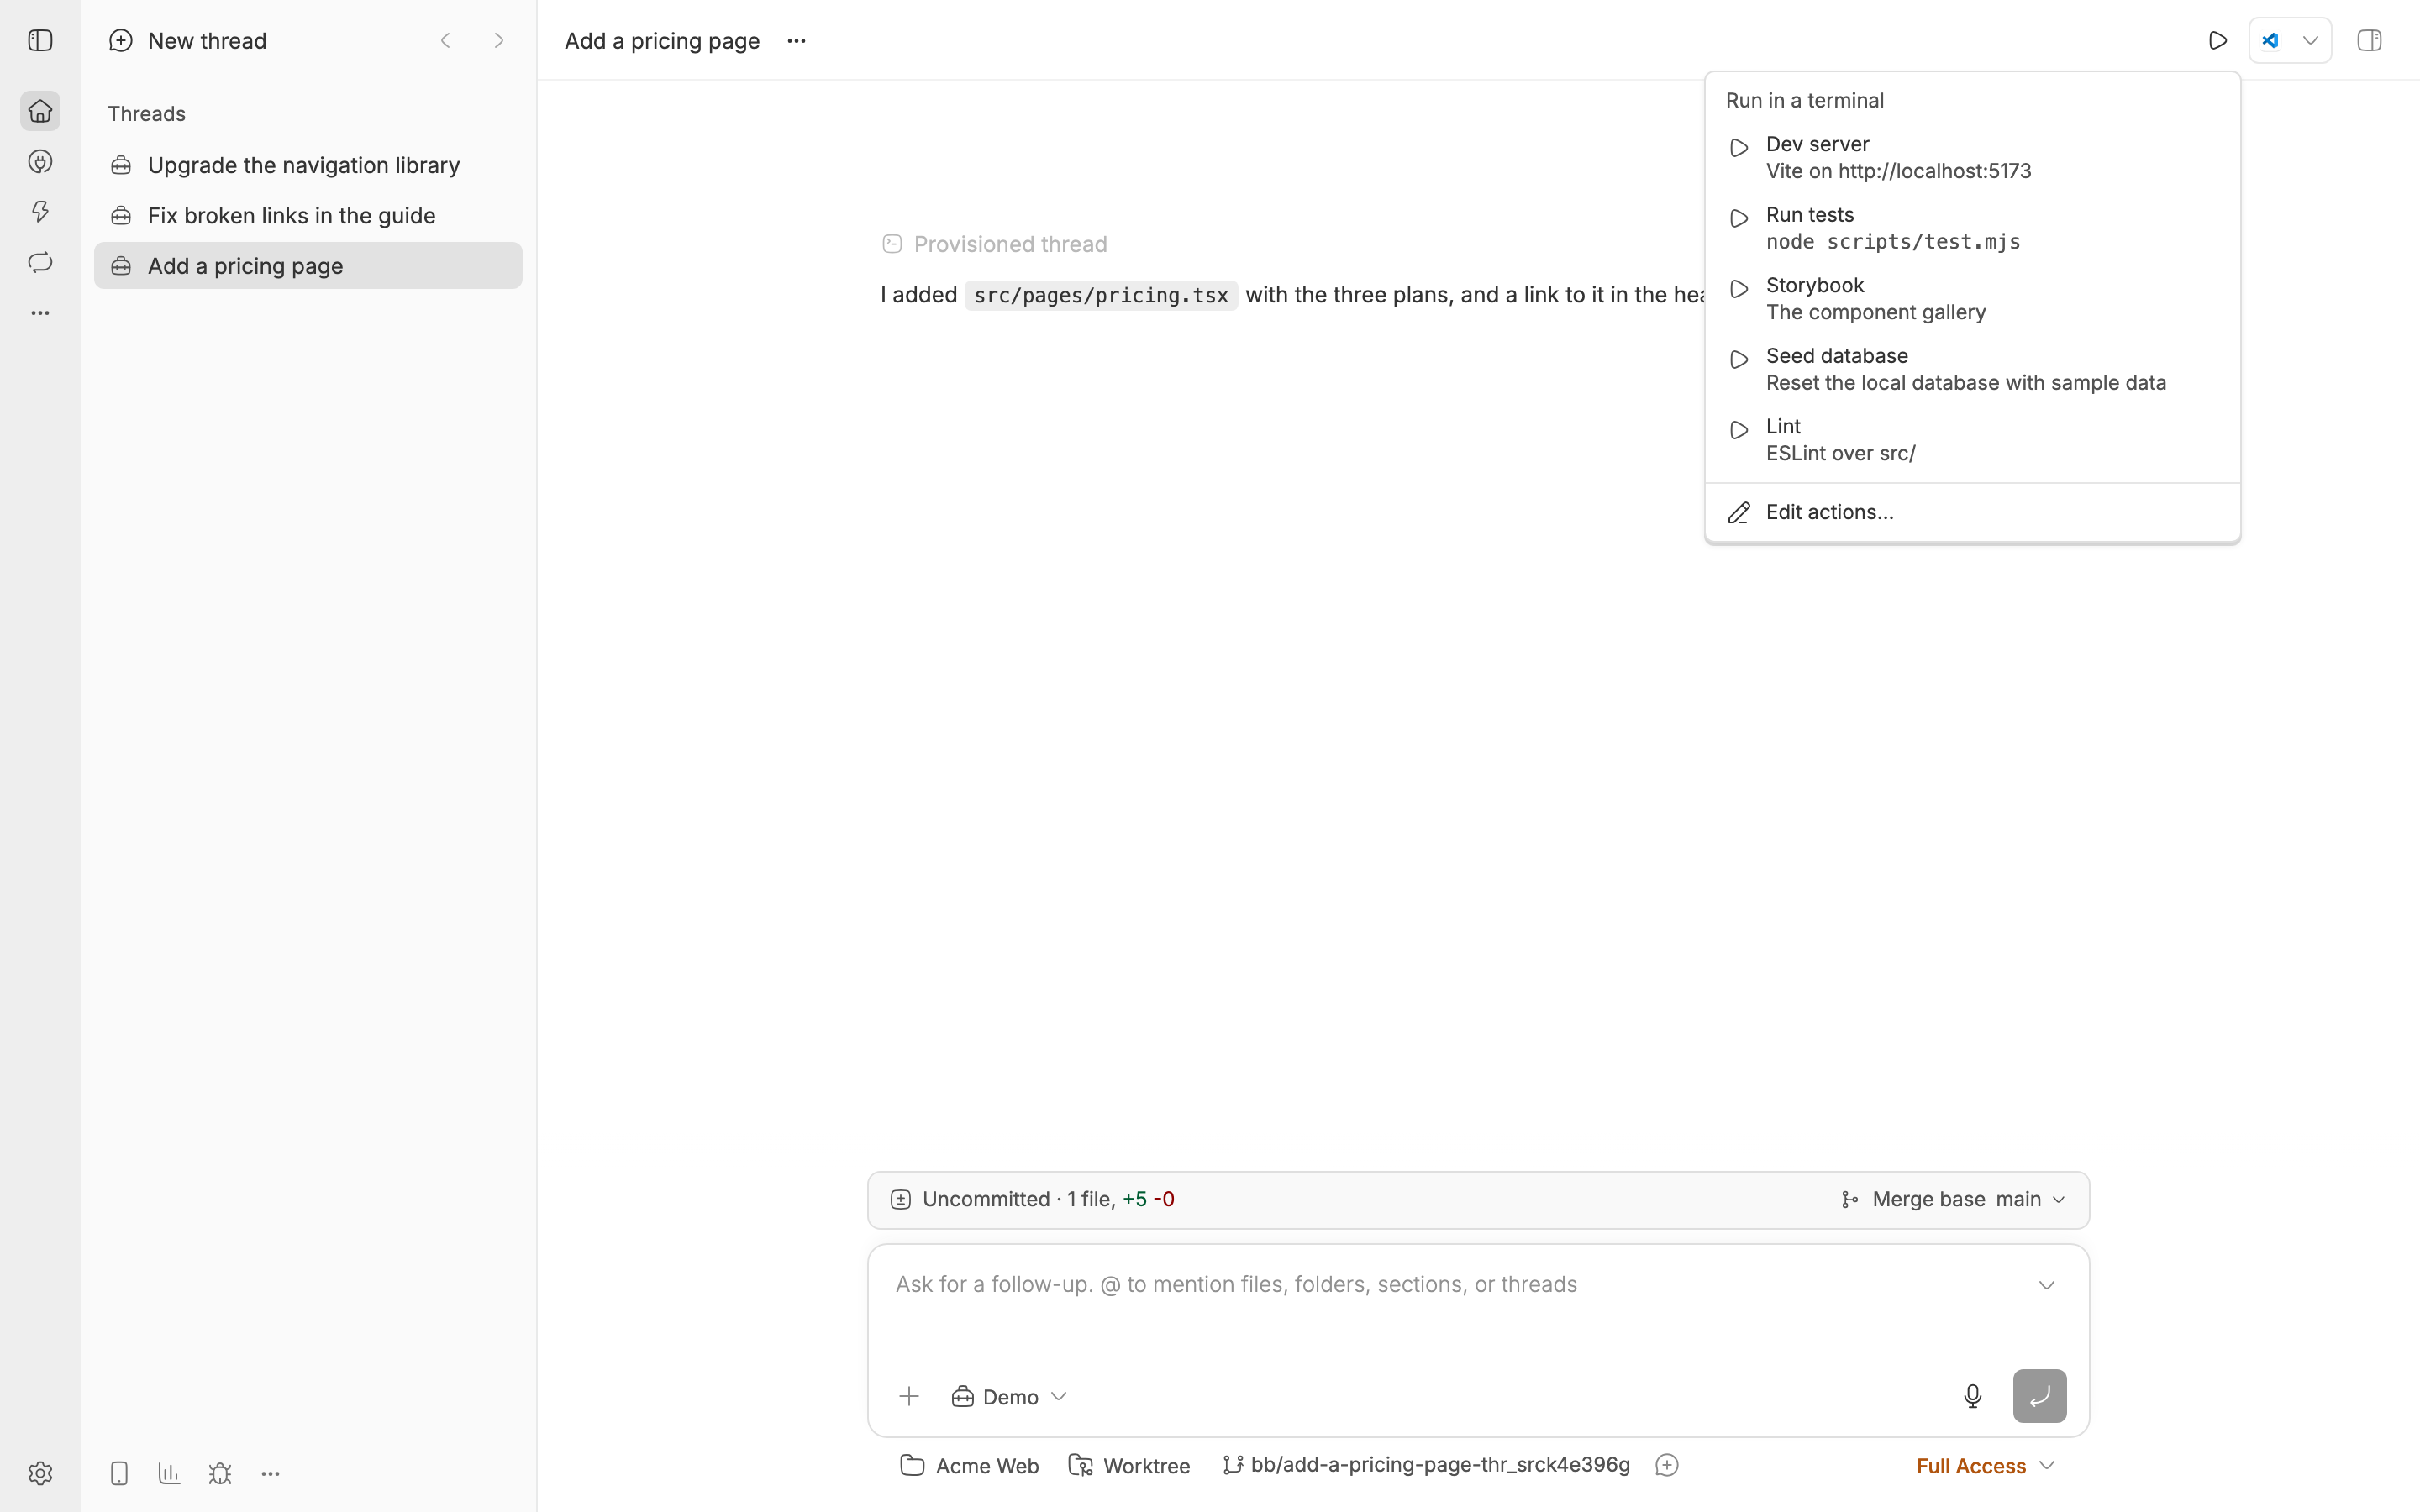 New thread
Threads
Upgrade the navigation library
Fix broken links in the guide
Add a pricing page
Add a pricing page
Run in a terminal
Dev server
Vite on http://localhost:5173
Run tests
node scripts/test.mjs
Storybook
The component gallery
Seed database
Reset the local database with sample data
Lint
ESLint over src/
Edit actions...
Provisioned thread
I added src/pages/pricing.tsx with the three plans, and a link to it in the
Uncommitted · 1 file, +5 -0
Merge base main
Ask for a follow-up. @ to mention files, folders, sections, or threads
Demo
Acme Web
Worktree
bb/add-a-pricing-page-thr_srck4e396g
Full Access